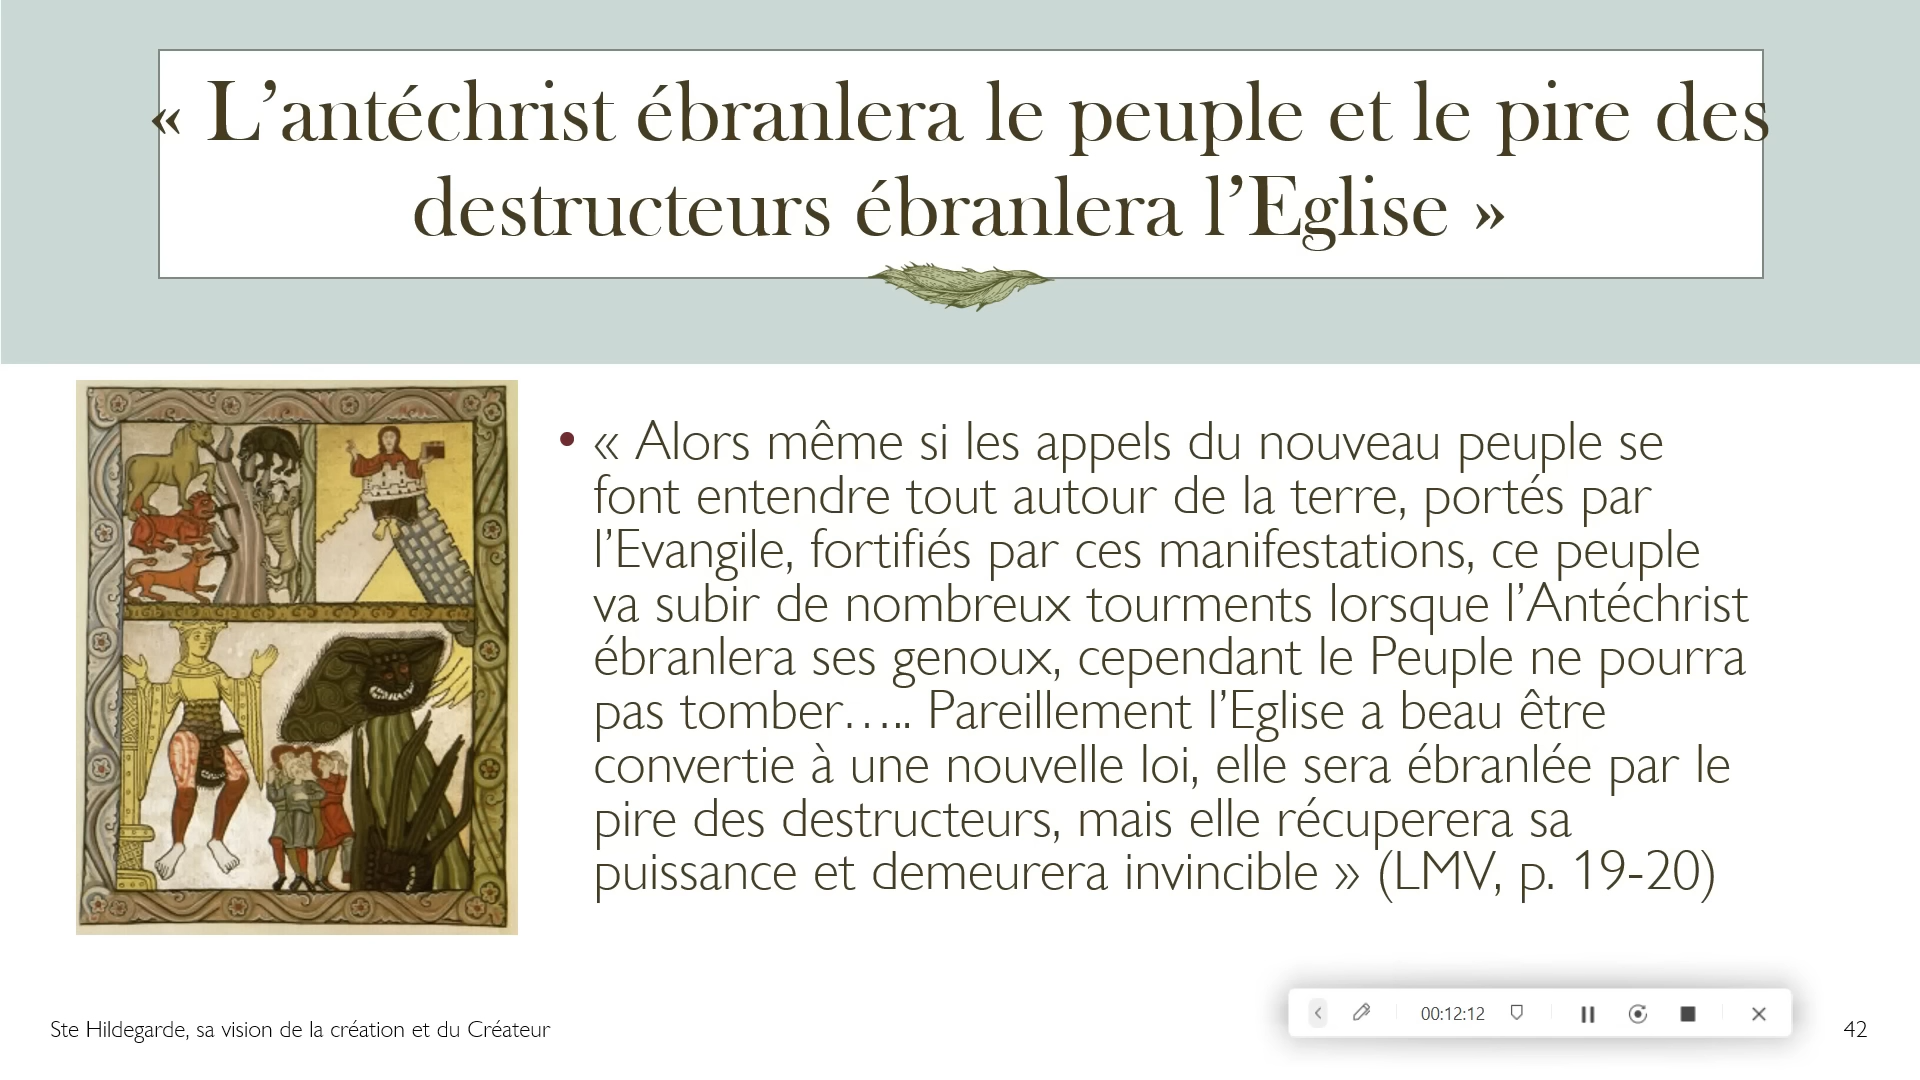 « L’antéchrist ébranlera le peuple et le pire des
destructeurs ébranlera l’Eglise »
• « Alors même si les appels du nouveau peuple se
font entendre tout autour de la terre, portés par
l’Evangile, fortifiés par ces manifestations, ce peuple
va subir de nombreux tourments lorsque l’Antéchrist
ébranlera ses genoux, cependant le Peuple ne pourra
pas tomber….. Pareillement l’Eglise a beau être
convertie à une nouvelle loi, elle sera ébranlée par le
pire des destructeurs, mais elle récuperera sa
puissance et demeurera invincible » (LMV, p. 19-20)
00:12:12
Ste Hildegarde, sa vision de la création et du Créateur
42